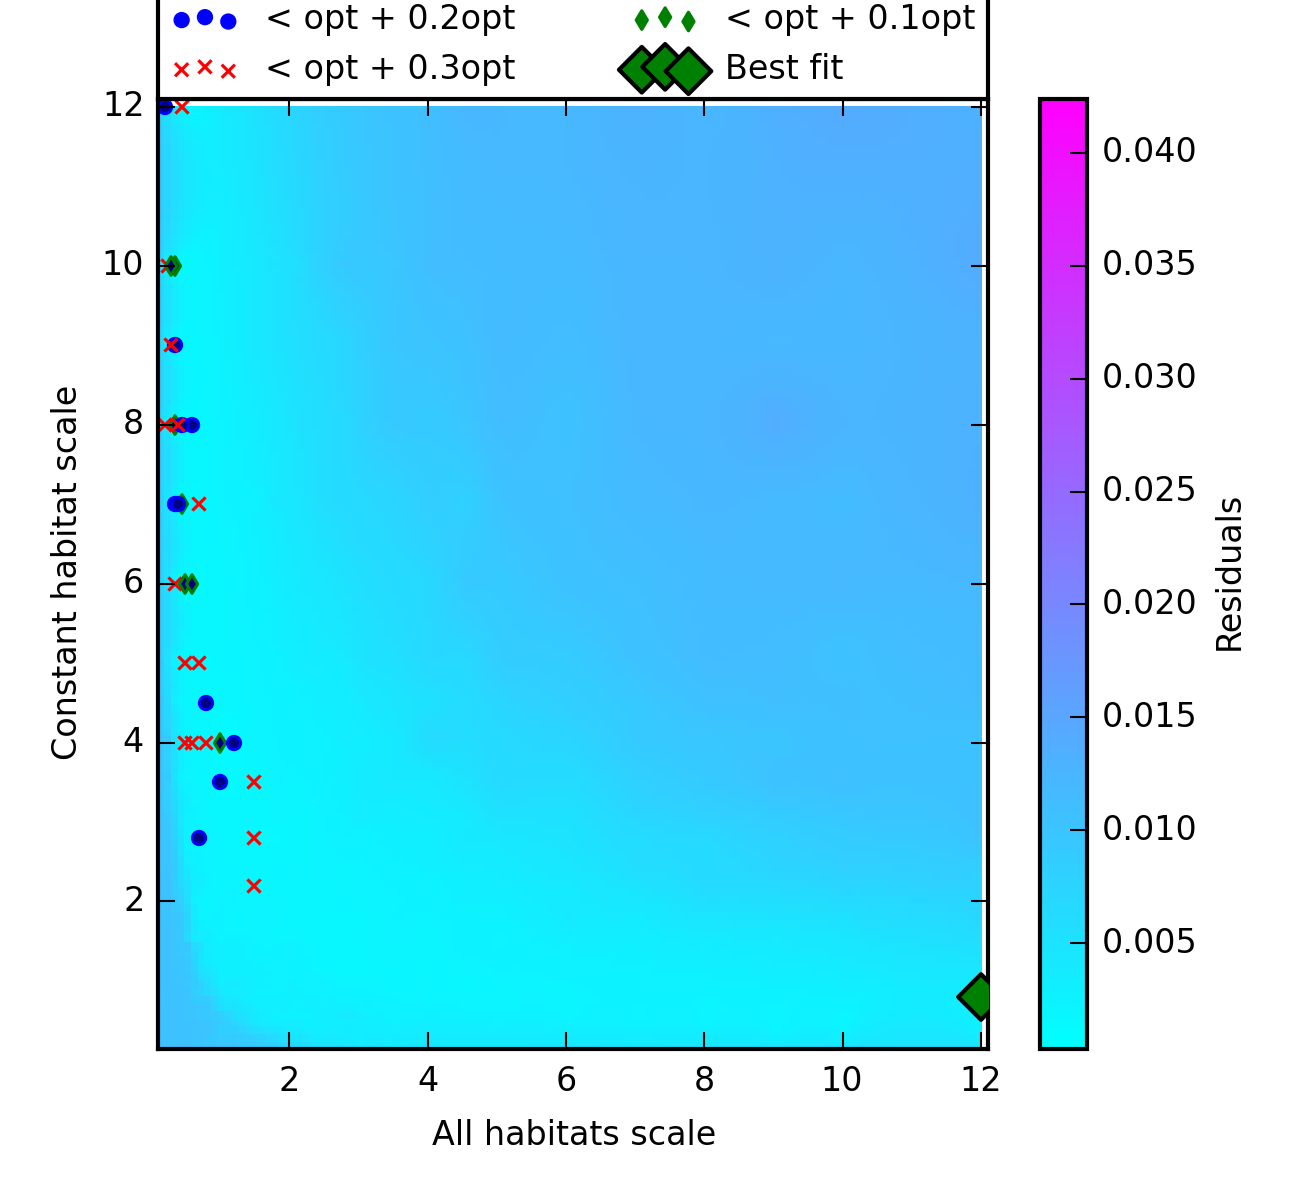 < opt + 0.2opt
< opt + 0.1opt
< opt + 0.3opt
Best fit
12
10
8
6
4
2
Constant habitat scale
2 4 6 8 10 12
All habitats scale
0.040
0.035
0.030
0.025
0.020
0.015
0.010
0.005
Residuals